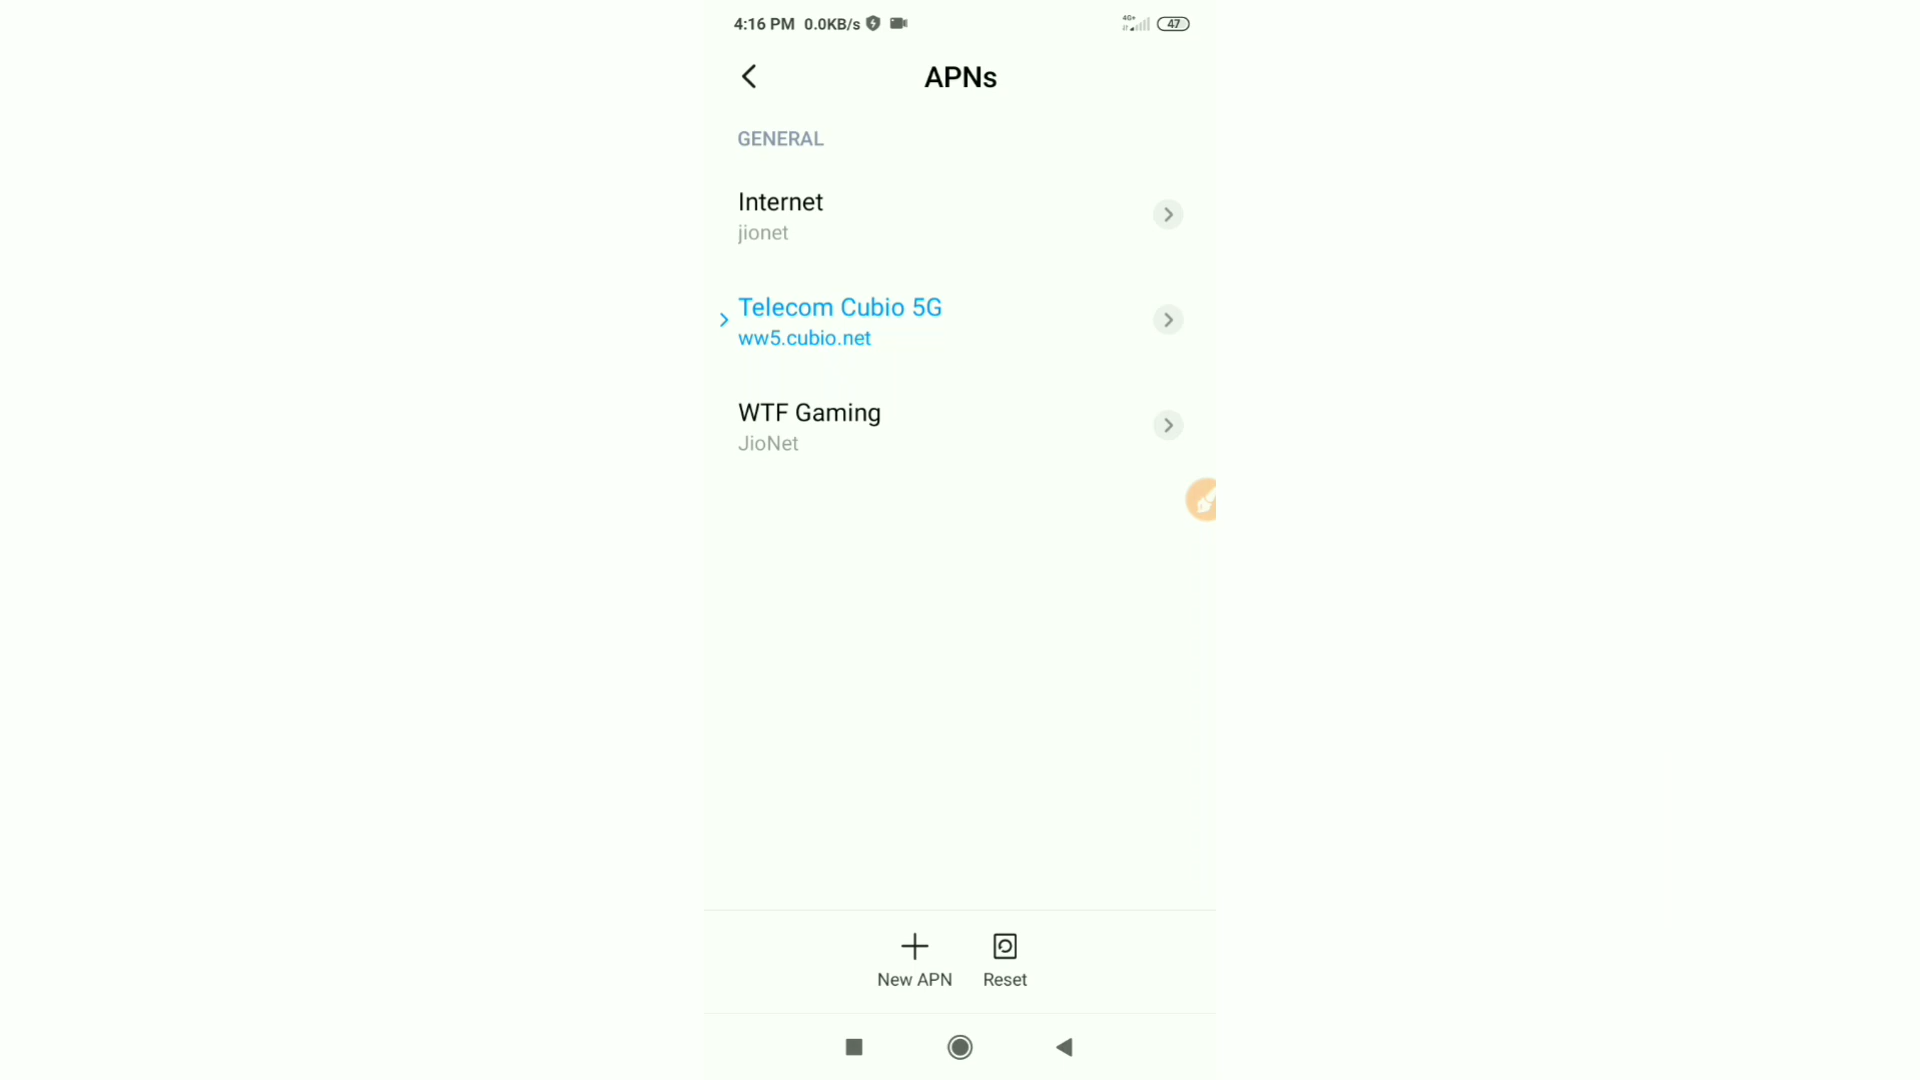 4:16 PM 0.0KB/s 4G+ 47
APNs
GENERAL
Internet
jionet
Telecom Cubio 5G
ww5.cubio.net
WTF Gaming
JioNet
New APN Reset